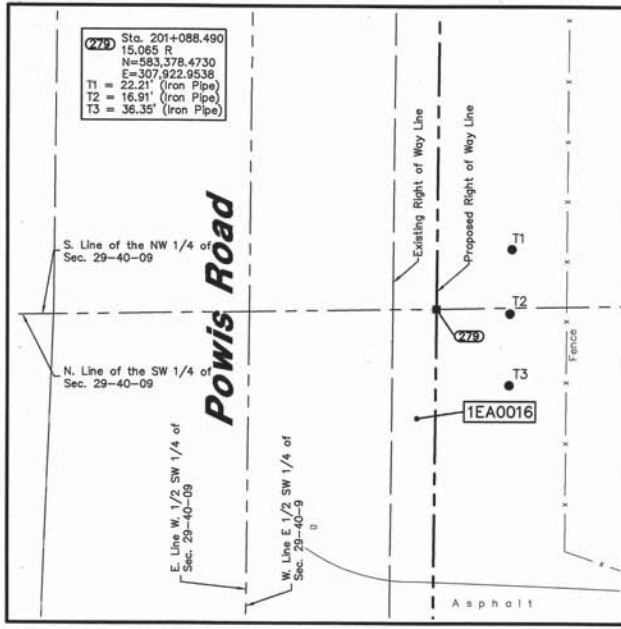 279 Sta. 201+088.490
15.065 R
N=583,378.4730
E=307,922.9538
T1 = 22.21' (Iron Pipe)
T2 = 16.91' (Iron Pipe)
T3 = 36.35' (Iron Pipe)
Powis Road
Existing Right of Way Line
Proposed Right of Way Line
S. Line of the NW 1/4 of
Sec. 29-40-09
T1
T2
279
Fence
N. Line of the SW 1/4 of
Sec. 29-40-09
T3
1EA0016
E. Line W. 1/2 SW 1/4 of
Sec. 29-40-09
W. Line E 1/2 SW 1/4 of
Sec. 29-40-9
Asphalt